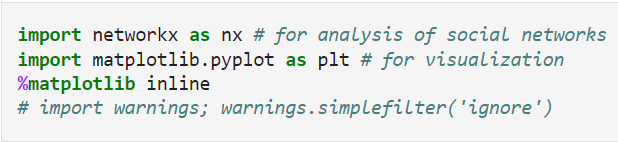 import networkx as nx # for analysis of social networks
import matplotlib.pyplot as plt # for visualization
%matplotlib inline
# import warnings; warnings.simplefilter('ignore')